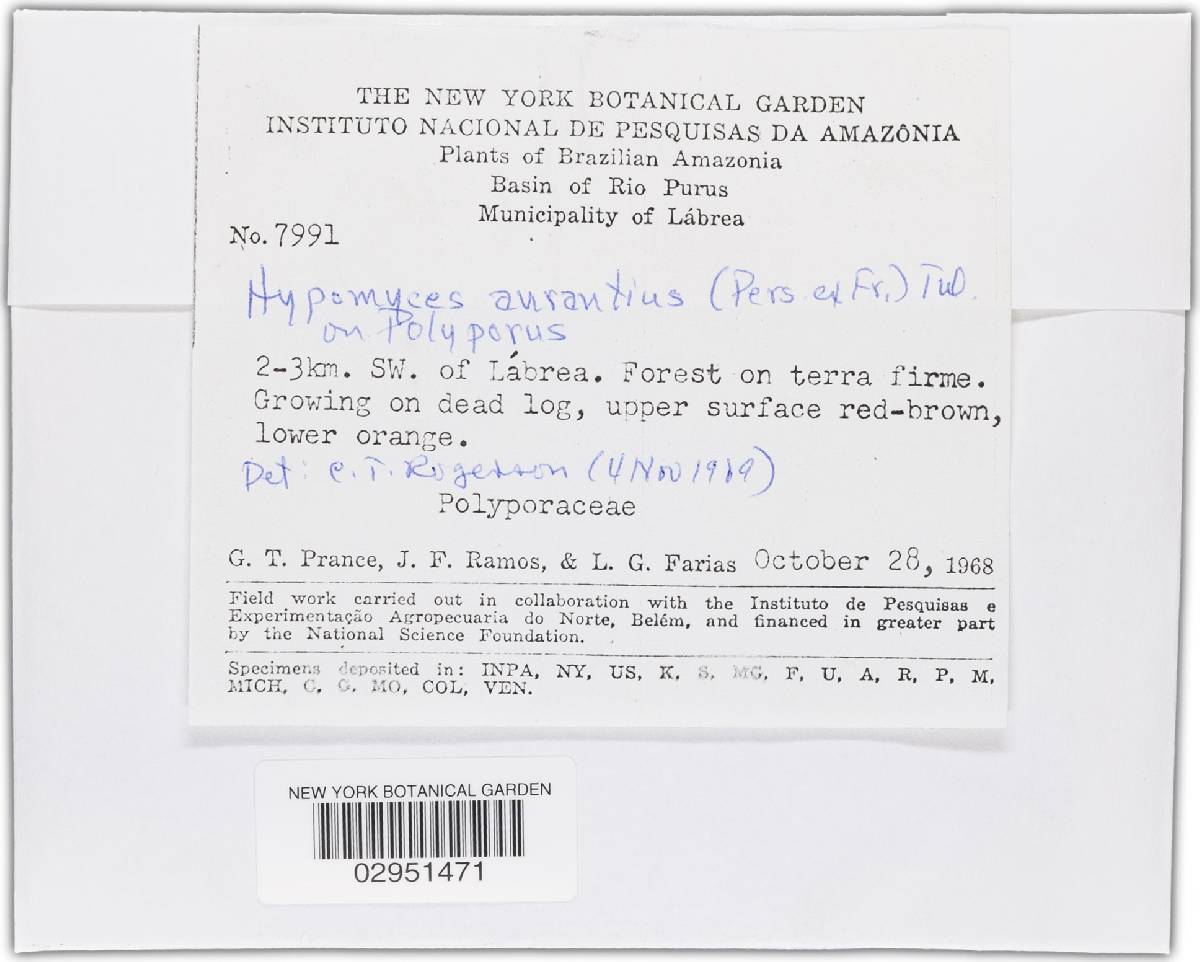 THE NEW YORK BOTANICAL GARDEN
INSTITUTO NACIONAL DE PESQUISAS DA AMAZÔNIA
Plants of Brazilian Amazonia
Basin of Rio Purus
Municipality of Lábrea
No. 7991
Hypomyces aurantius (Pers ex Fr.) Tul.
on Polyporus
2-3km. SW. of Lábrea. Forest on terra firme.
Growing on dead log, upper surface red-brown,
lower orange.
Det: C. T. Rogerson (4 Nov 1969)
Polyporaceae
G. T. Prance, J. F. Ramos, & L. G. Farias October 28, 1968
Field work carried out in collaboration with the Instituto de Pesquisas e
Experimentação Agropecuaria do Norte, Belém, and financed in greater part
by the National Science Foundation.
Specimens deposited in: INPA, NY, US, K, S, MG, F, U, A, R, P, M,
MICH, C, G, MO, COL, VEN.
NEW YORK BOTANICAL GARDEN
02951471